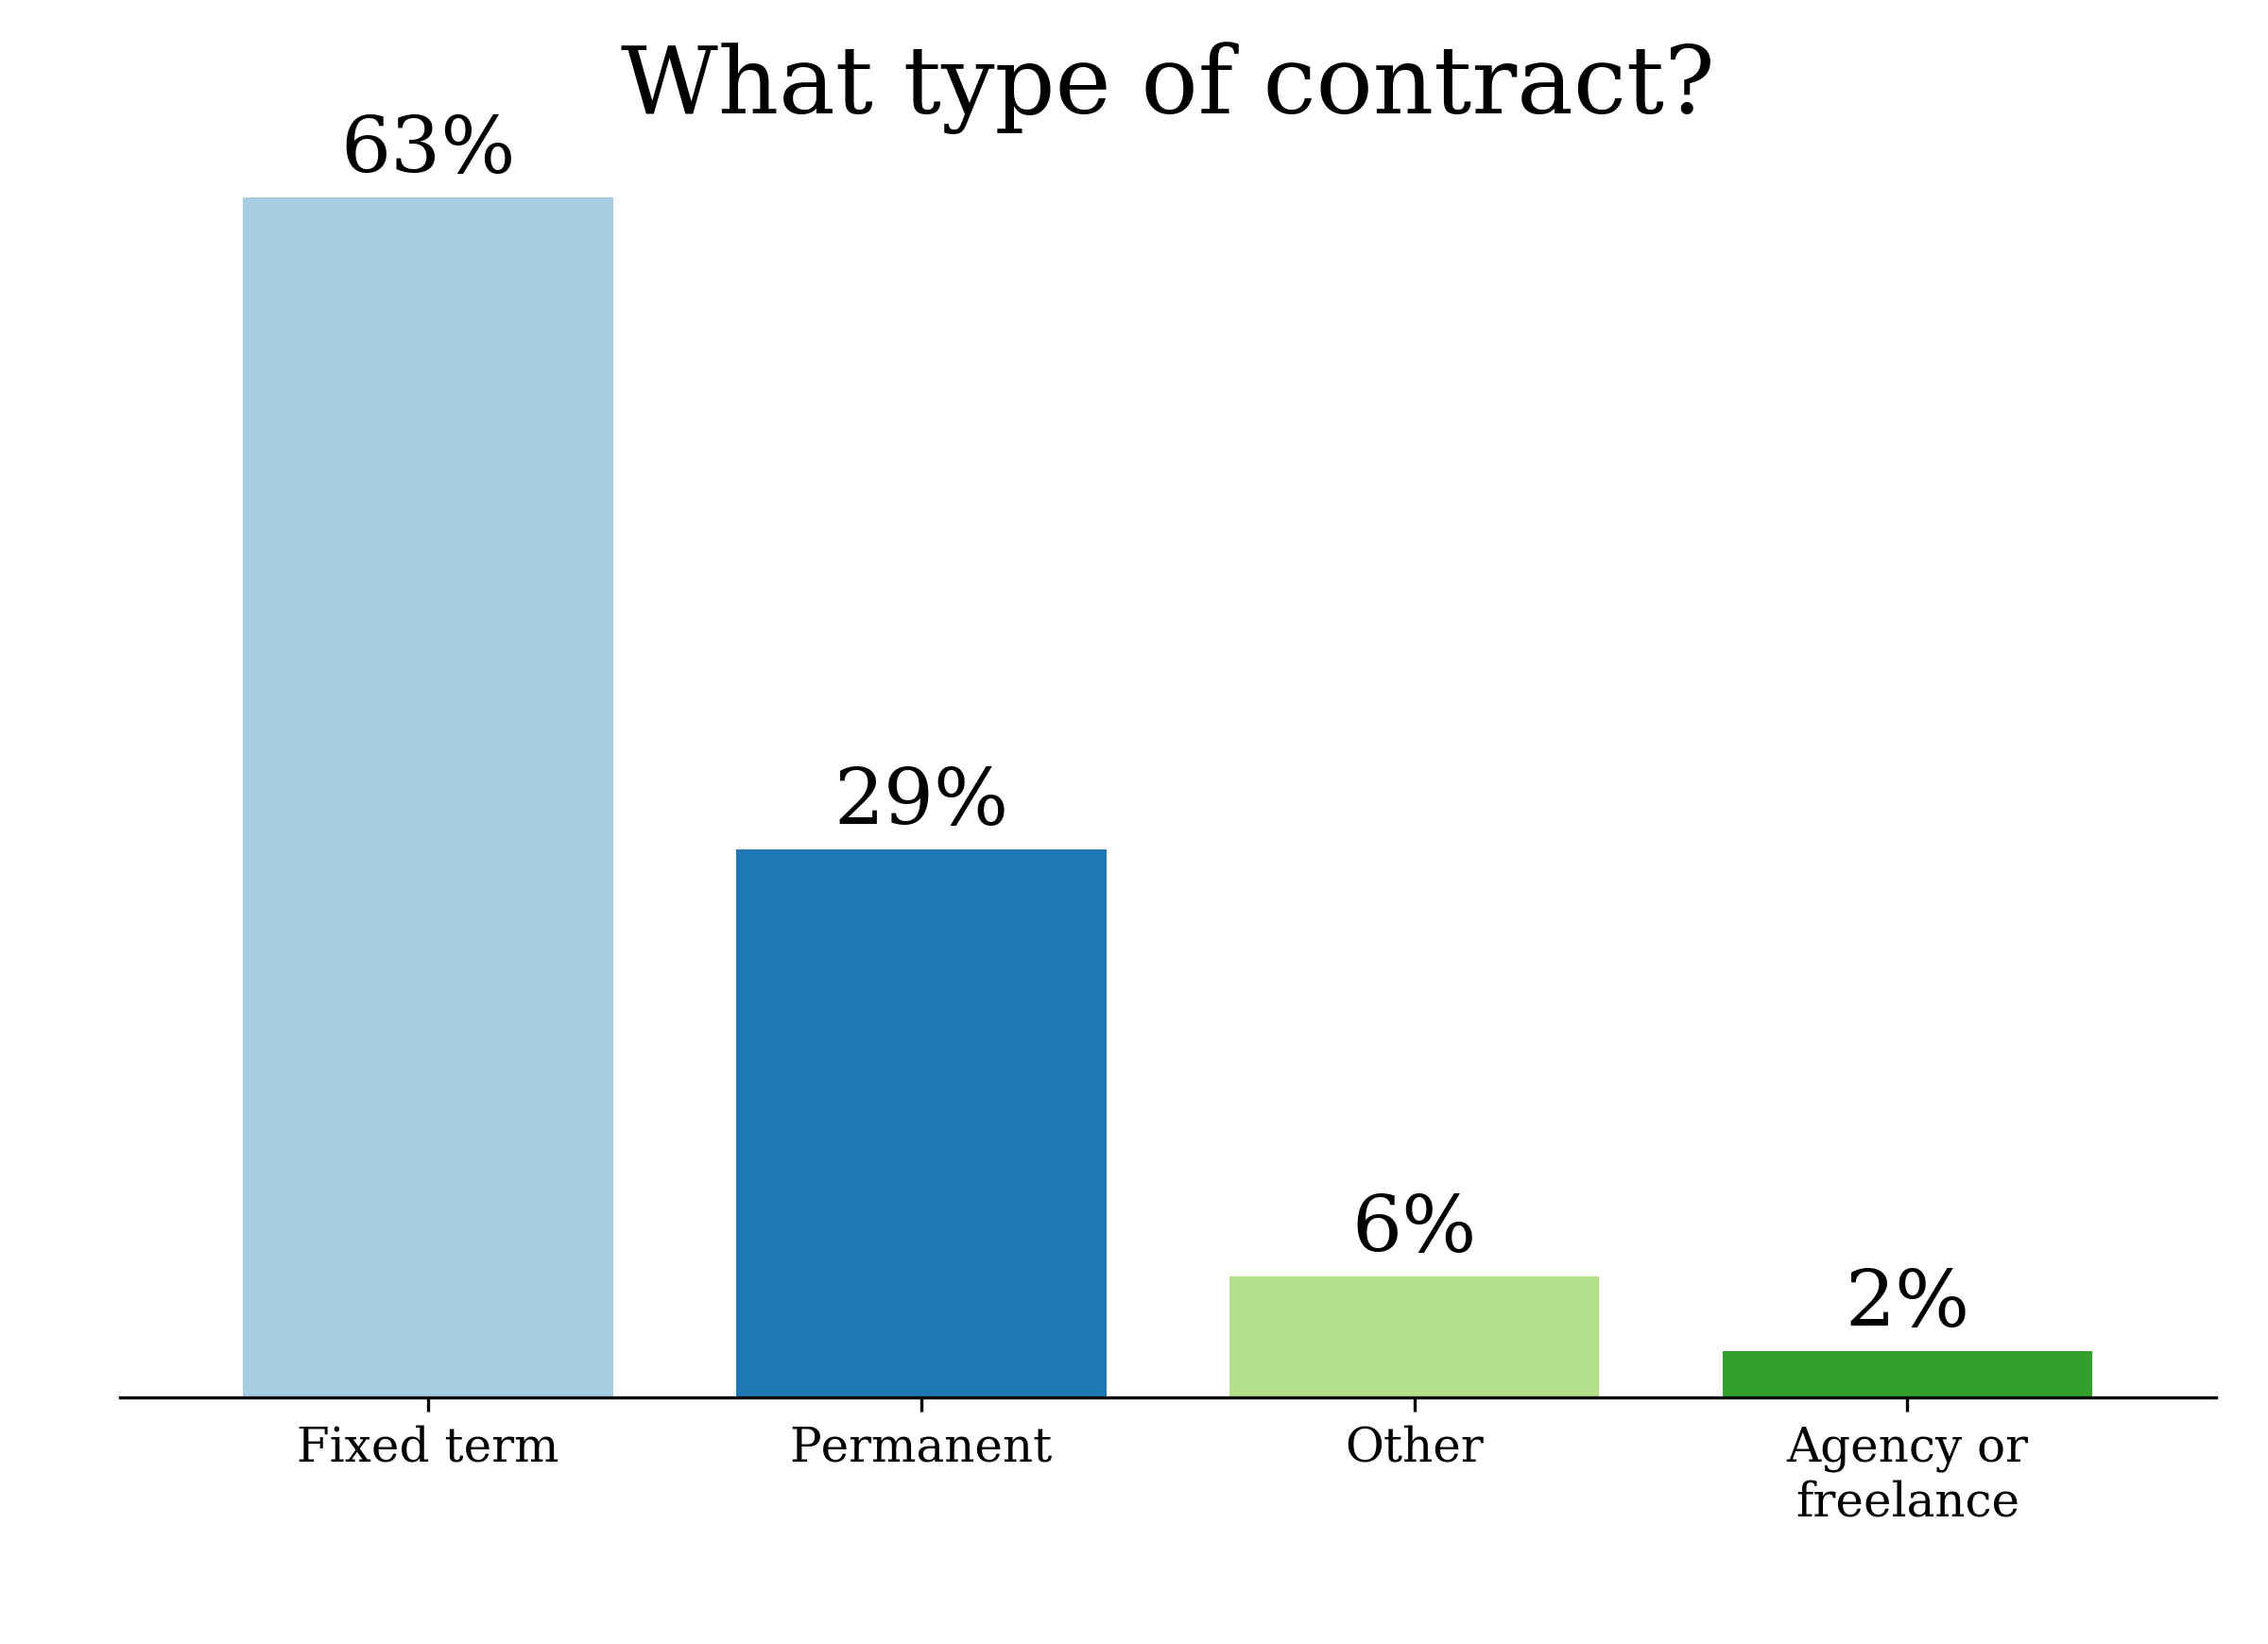 What type of contract?
63%
29%
6%
2%
Fixed term
Permanent
Other
Agency or
freelance